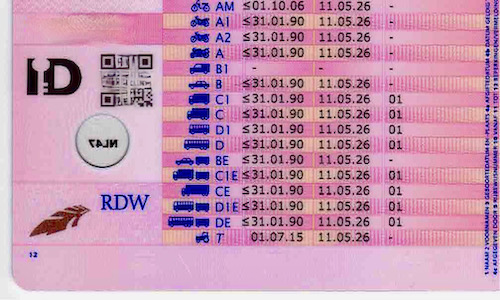 AM ≤01.10.06 11.05.26 -
A1 ≤31.01.90 11.05.26 -
A2 ≤31.01.90 11.05.26 -
A ≤31.01.90 11.05.26 -
B1 - - -
B ≤31.01.90 11.05.26 -
C1 ≤31.01.90 11.05.26 01
C ≤31.01.90 11.05.26 01
D1 ≤31.01.90 11.05.26 01
D ≤31.01.90 11.05.26 01
BE ≤31.01.90 11.05.26 -
C1E ≤31.01.90 11.05.26 01
CE ≤31.01.90 11.05.26 01
D1E ≤31.01.90 11.05.26 01
DE ≤31.01.90 11.05.26 01
T 01.07.15 11.05.26 -
iD
NL47
RDW
12